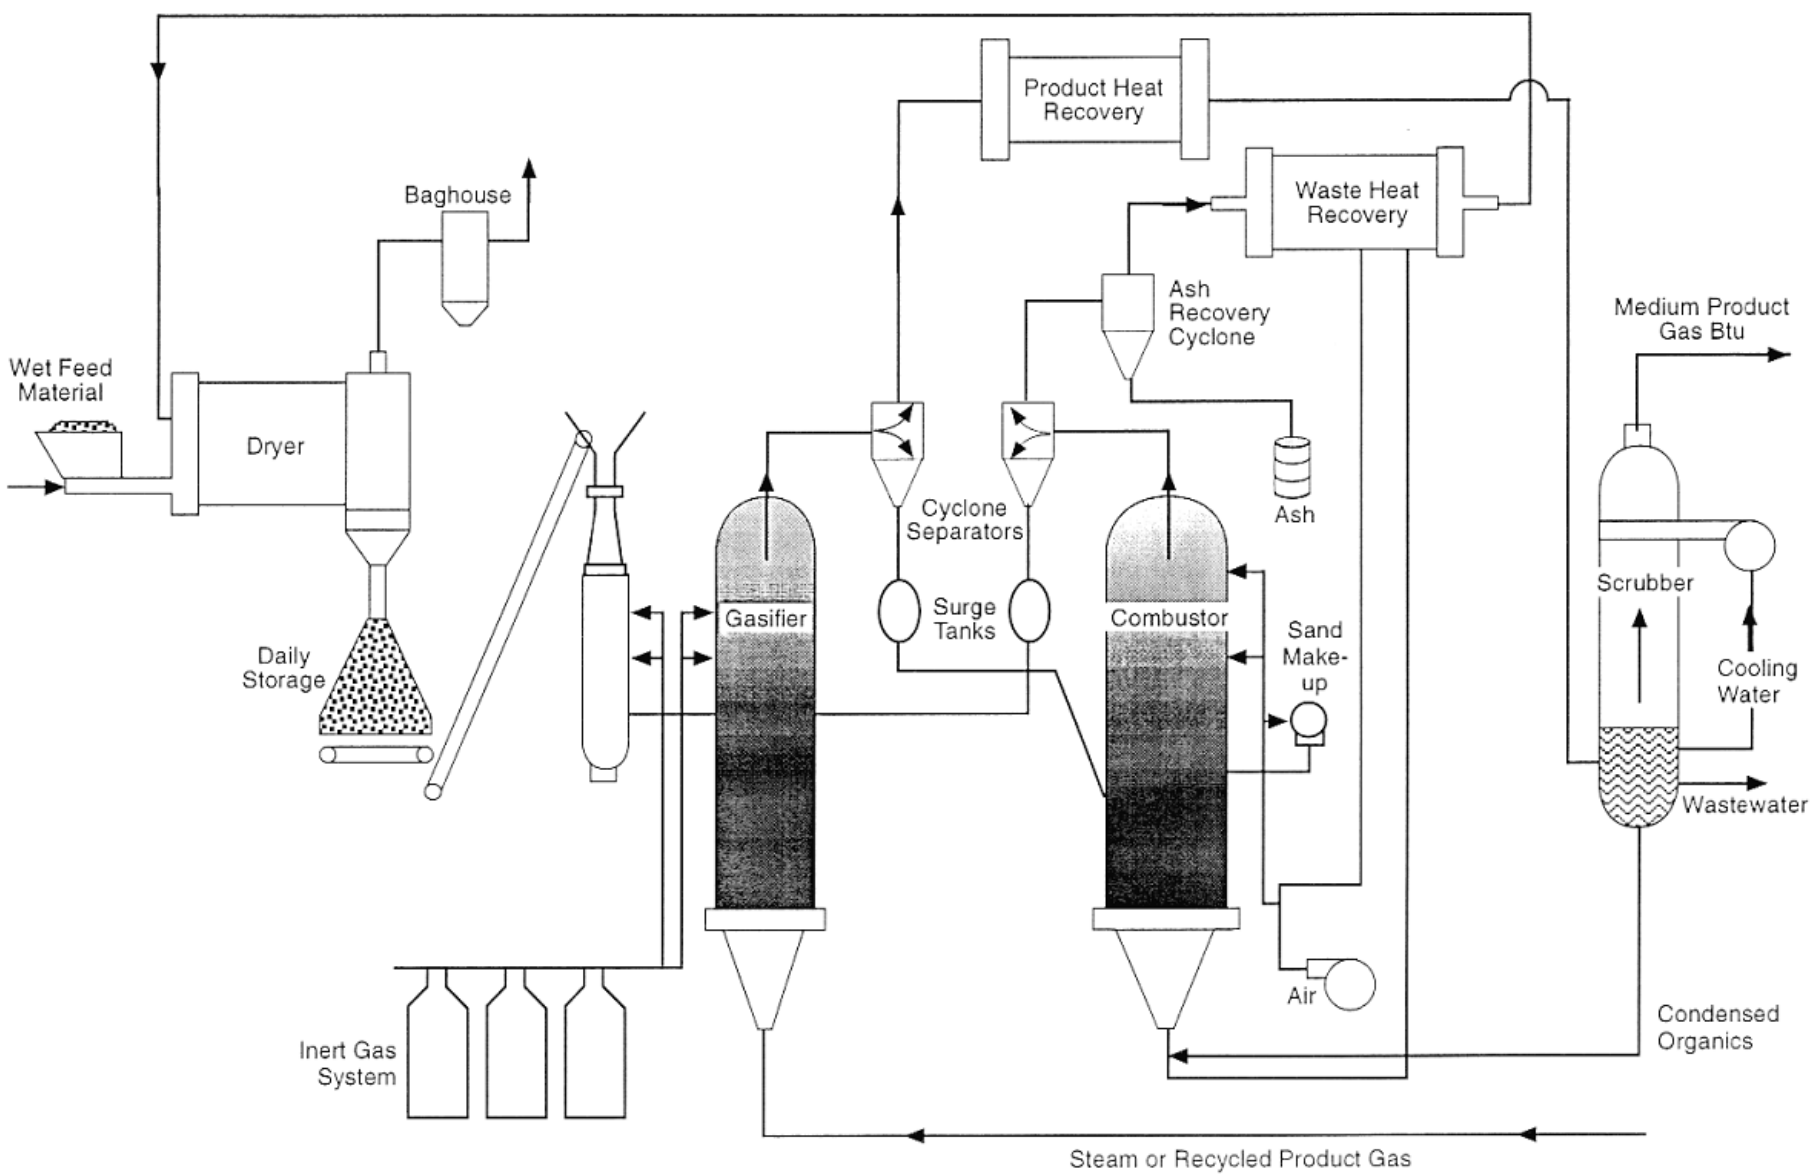 Product Heat
Recovery
Waste Heat
Recovery
Baghouse
Ash
Recovery
Cyclone
Medium Product
Gas Btu
Wet Feed
Material
Dryer
Cyclone
Separators
Ash
Scrubber
Gasifier
Surge
Tanks
Combustor
Sand
Make-
up
Daily
Storage
Cooling
Water
Wastewater
Air
Condensed
Organics
Inert Gas
System
Steam or Recycled Product Gas